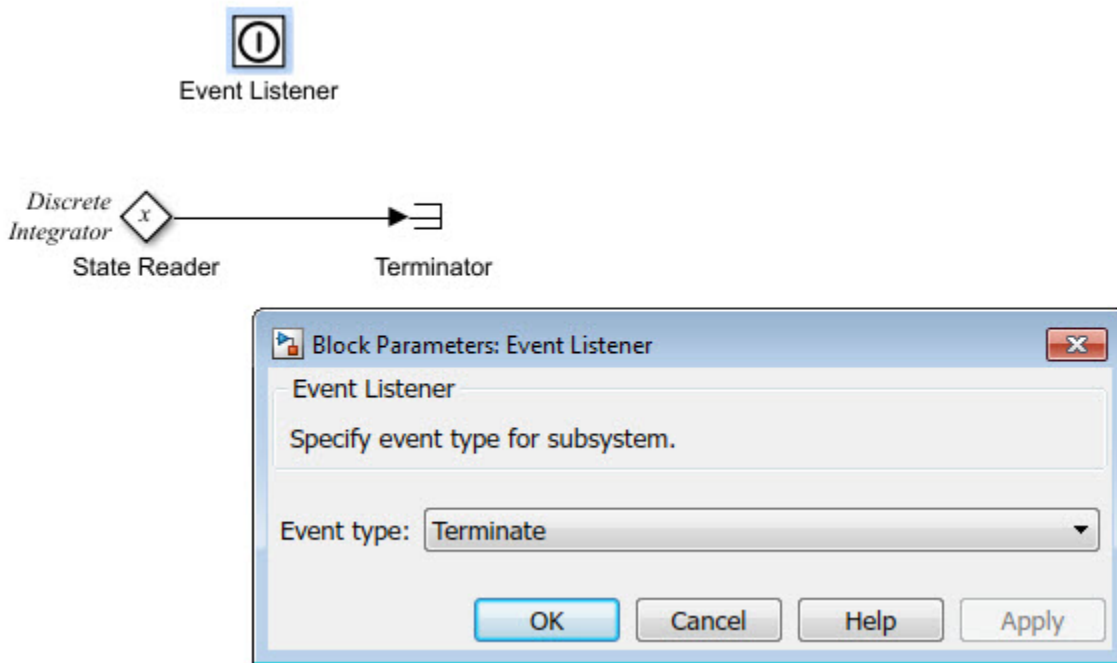 Event Listener
Discrete
Integrator
x
State Reader
Terminator
Block Parameters: Event Listener
Event Listener
Specify event type for subsystem.
Event type: Terminate
OK Cancel Help Apply